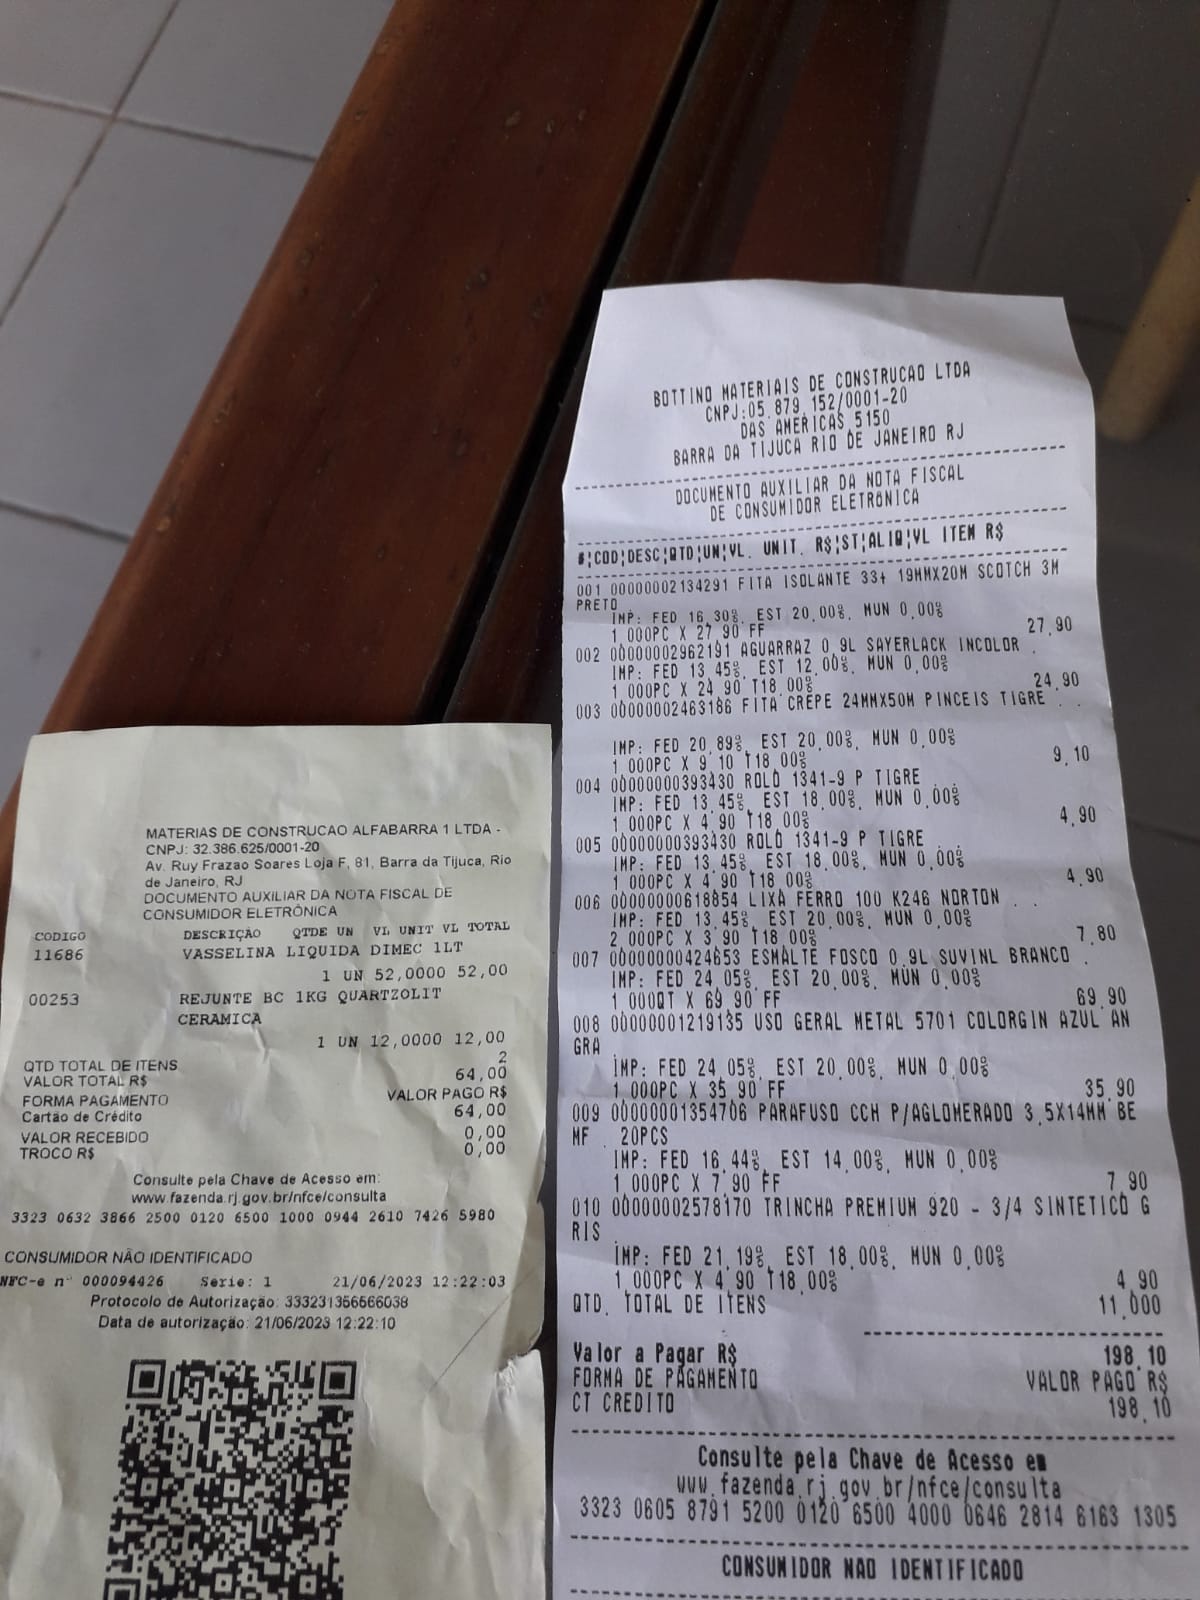 MATERIAS DE CONSTRUCAO ALFABARRA 1 LTDA -
CNPJ: 32.386.625/0001-20
Av. Ruy Frazao Soares Loja F, 81, Barra da Tijuca, Rio
de Janeiro, RJ
DOCUMENTO AUXILIAR DA NOTA FISCAL DE
CONSUMIDOR ELETRÔNICA
CODIGO DESCRIÇÃO QTDE UN VL UNIT VL TOTAL
11686 VASSELINA LIQUIDA DIMEC 1LT
1 UN 52,0000 52,00
00253 REJUNTE BC 1KG QUARTZOLIT
CERAMICA
1 UN 12,0000 12,00
QTD TOTAL DE ITENS 2
VALOR TOTAL R$ 64,00
FORMA PAGAMENTO VALOR PAGO R$
Cartão de Crédito 64,00
VALOR RECEBIDO 0,00
TROCO R$ 0,00
Consulte pela Chave de Acesso em:
www.fazenda.rj.gov.br/nfce/consulta
3323 0632 3866 2500 0120 6500 1000 0944 2610 7426 5980
CONSUMIDOR NÃO IDENTIFICADO
NFC-e nº 000094426 Serie: 1 21/06/2023 12:22:03
Protocolo de Autorização: 333231356566038
Data de autorização: 21/06/2023 12:22:10
BOTTINO MATERIAIS DE CONSTRUCAO LTDA
CNPJ:05.879.152/0001-20
DAS AMERICAS,5150
BARRA DA TIJUCA RIO DE JANEIRO RJ
DOCUMENTO AUXILIAR DA NOTA FISCAL
DE CONSUMIDOR ELETRÔNICA
#¦COD¦DESC¦QTD¦UN¦VL. UNIT. R$¦ST¦ALIQ¦VL ITEM R$
001 00000002134291 FITA ISOLANTE 33+ 19MMX20M SCOTCH 3M
PRETO
IMP: FED 16,30%, EST 20,00%, MUN 0,00%
1,000PC X 27,90 FF 27,90
002 00000002962191 AGUARRAZ 0,9L SAYERLACK INCOLOR .
IMP: FED 13,45%, EST 12,00%, MUN 0,00%
1,000PC X 24,90 T18,00% 24,90
003 00000002463186 FITA CREPE 24MMX50M PINCEIS TIGRE . .
IMP: FED 20,89%, EST 20,00%, MUN 0,00%
1,000PC X 9,10 T18,00% 9,10
004 00000000393430 ROLO 1341-9 P TIGRE . .
IMP: FED 13,45%, EST 18,00%, MUN 0,00%
1,000PC X 4,90 T18,00% 4,90
005 00000000393430 ROLO 1341-9 P TIGRE . .
IMP: FED 13,45%, EST 18,00%, MUN 0,00%
1,000PC X 4,90 T18,00% 4,90
006 00000000618854 LIXA FERRO 100 K246 NORTON . .
IMP: FED 13,45%, EST 20,00%, MUN 0,00%
2,000PC X 3,90 T18,00% 7,80
007 00000000424653 ESMALTE FOSCO 0,9L SUVINL BRANCO .
IMP: FED 24,05%, EST 20,00%, MUN 0,00%
1,000QT X 69,90 FF 69,90
008 00000001219135 USO GERAL METAL 5701 COLORGIN AZUL AN
GRA
IMP: FED 24,05%, EST 20,00%, MUN 0,00%
1,000PC X 35,90 FF 35,90
009 00000001354706 PARAFUSO CCH P/AGLOMERADO 3,5X14MM BE
MF . 20PCS
IMP: FED 16,44%, EST 14,00%, MUN 0,00%
1,000PC X 7,90 FF 7,90
010 00000002578170 TRINCHA PREMIUM 920 - 3/4 SINTETICO G
RIS
IMP: FED 21,19%, EST 18,00%, MUN 0,00%
1,000PC X 4,90 T18,00% 4,90
QTD. TOTAL DE ITENS 11,000
Valor a Pagar R$ 198,10
FORMA DE PAGAMENTO VALOR PAGO R$
CT CREDITO 198,10
Consulte pela Chave de Acesso em
www.fazenda.rj.gov.br/nfce/consulta
3323 0605 8791 5200 0120 6500 4000 0646 2814 6163 1305
CONSUMIDOR NAO IDENTIFICADO